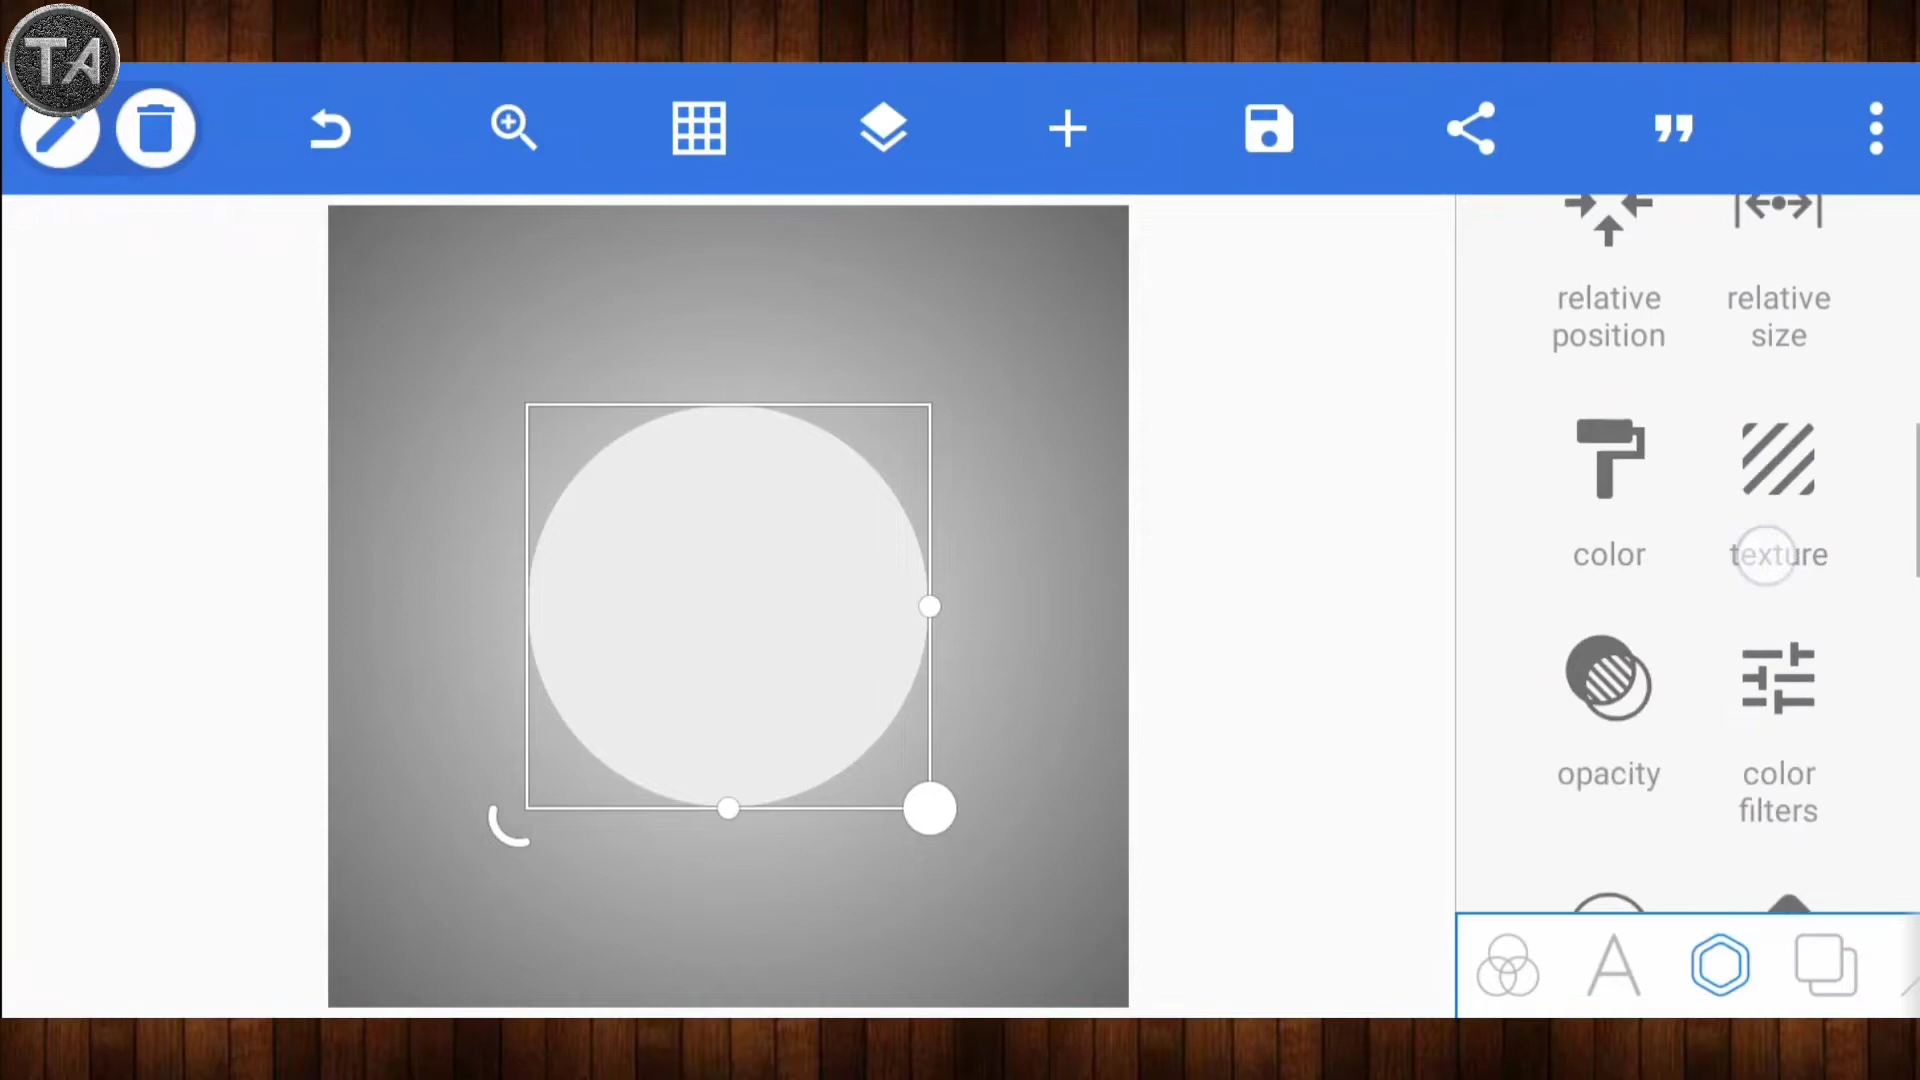 TA
relative
position
relative
size
color
texture
opacity
color
filters
A